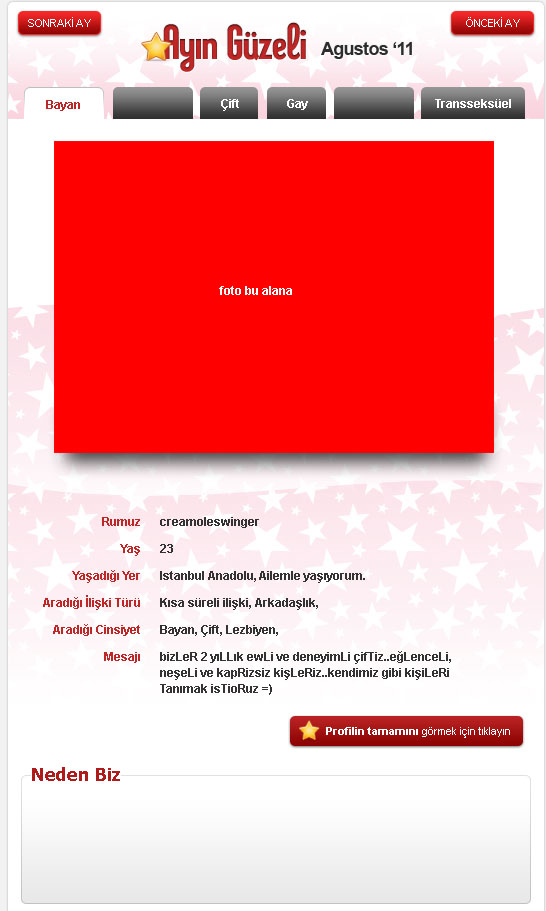 SONRAKİ AY
ÖNCEKİ AY
Ayın Güzeli Agustos ‘11
Bayan Çift Gay Transseksüel
foto bu alana
Rumuz creamoleswinger
Yaş 23
Yaşadığı Yer Istanbul Anadolu, Ailemle yaşıyorum.
Aradığı İlişki Türü Kısa süreli ilişki, Arkadaşlık,
Aradığı Cinsiyet Bayan, Çift, Lezbiyen,
Mesajı bizLeR 2 yıLLık ewLi ve deneyimLi çifTiz..eğLenceLi,
neşeLi ve kapRizsiz kişLeRiz..kendimiz gibi kişiLeRi
Tanımak isTioRuz =)
Profilin tamamını görmek için tıklayın
Neden Biz